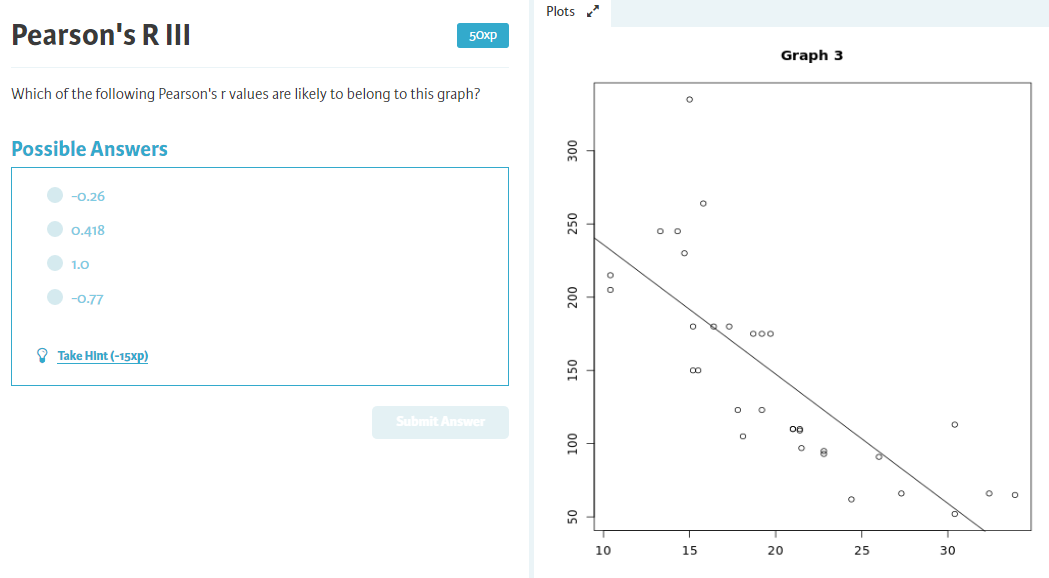 Pearson's R III
50xp
Which of the following Pearson's r values are likely to belong to this graph?
Possible Answers
-0.26
0.418
1.0
-0.77
Take Hint (-15xp)
Submit Answer
Plots
Graph 3
300
250
200
150
100
50
10 15 20 25 30